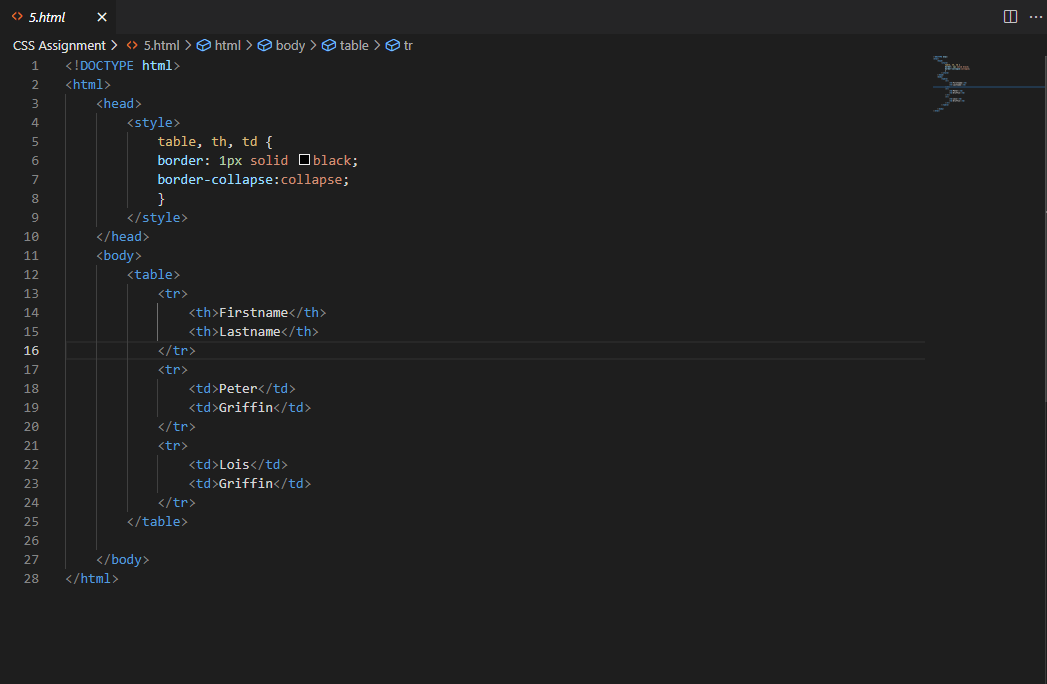 5.html
CSS Assignment > 5.html > html > body > table > tr
1 <!DOCTYPE html>
2 <html>
3 <head>
4 <style>
5 table, th, td {
6 border: 1px solid black;
7 border-collapse:collapse;
8 }
9 </style>
10 </head>
11 <body>
12 <table>
13 <tr>
14 <th>Firstname</th>
15 <th>Lastname</th>
16 </tr>
17 <tr>
18 <td>Peter</td>
19 <td>Griffin</td>
20 </tr>
21 <tr>
22 <td>Lois</td>
23 <td>Griffin</td>
24 </tr>
25 </table>
26
27 </body>
28 </html>